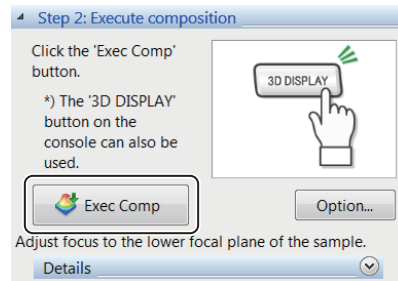 Step 2: Execute composition
Click the 'Exec Comp'
button.
*) The '3D DISPLAY'
button on the
console can also be
used.
3D DISPLAY
Exec Comp
Option...
Adjust focus to the lower focal plane of the sample.
Details